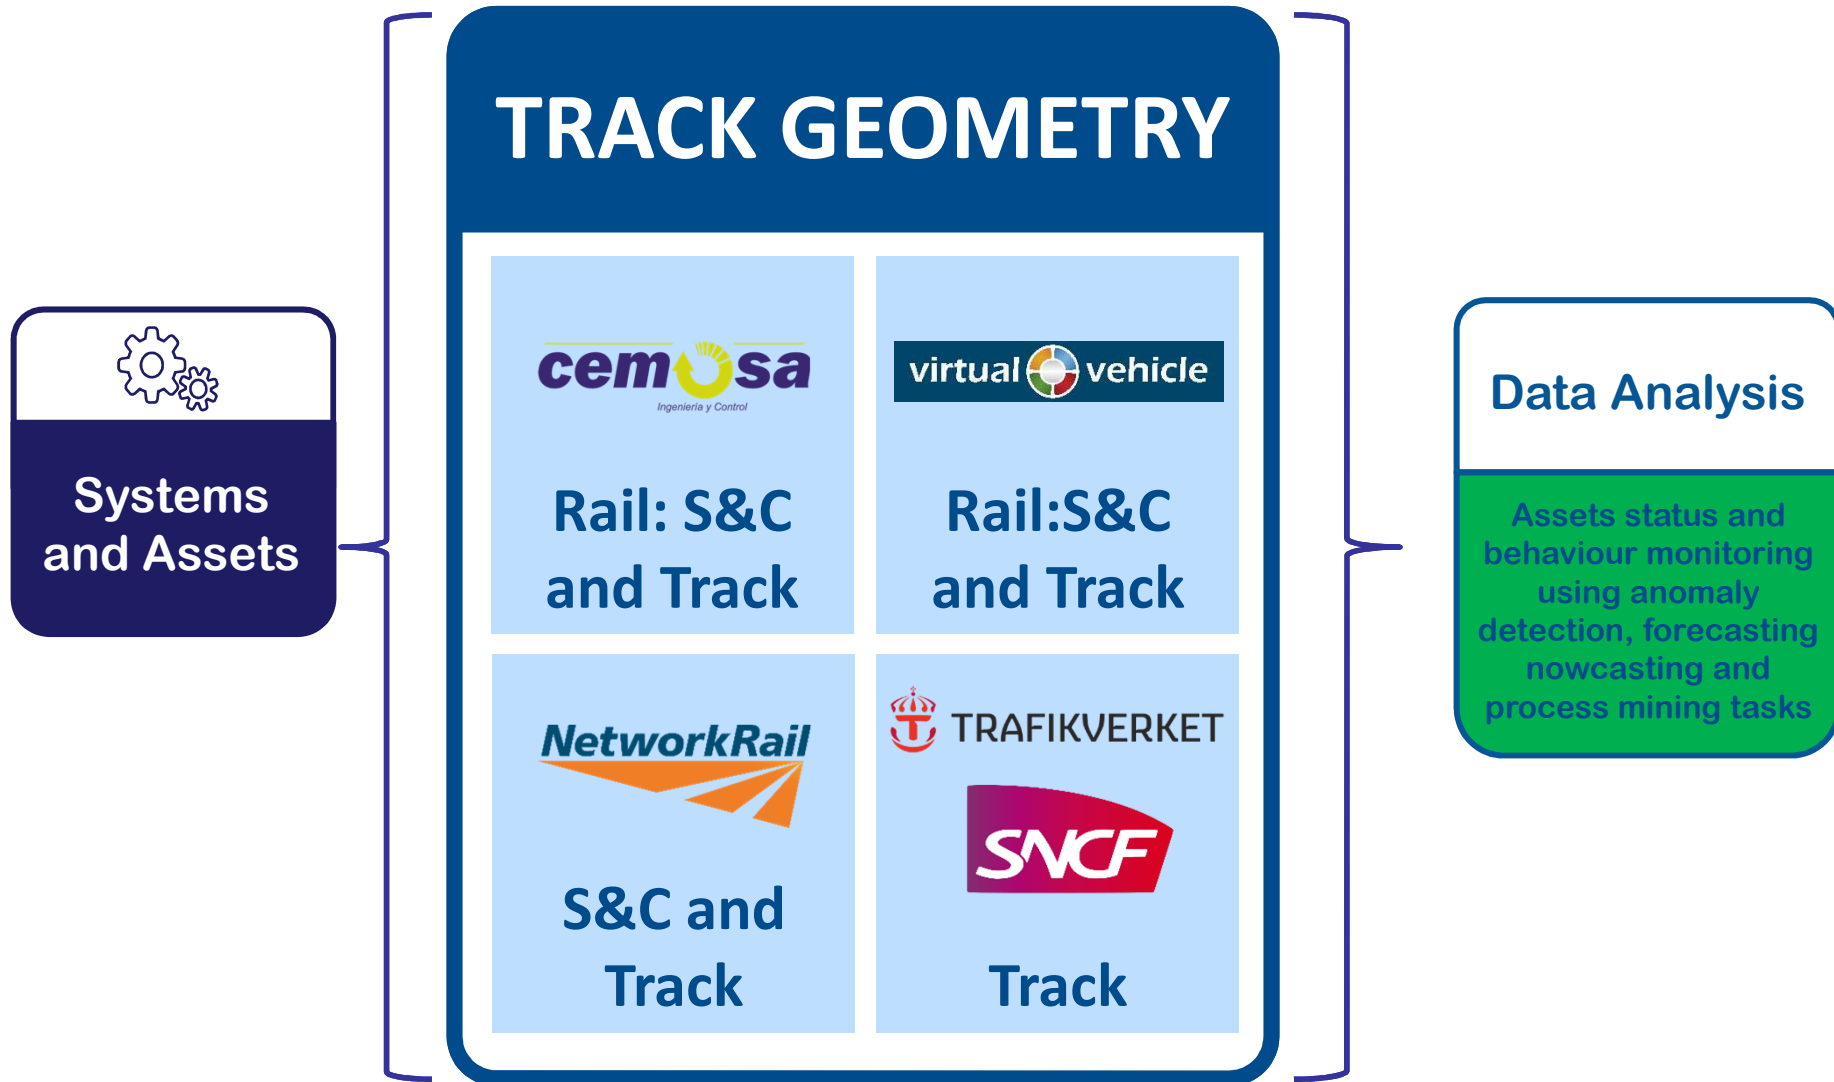 TRACK GEOMETRY
Systems
and Assets
cemosa
Ingeniería y Control
Rail: S&C
and Track
virtual vehicle
Rail:S&C
and Track
NetworkRail
S&C and
Track
TRAFIKVERKET
SNCF
Track
Data Analysis
Assets status and
behaviour monitoring
using anomaly
detection, forecasting
nowcasting and
process mining tasks